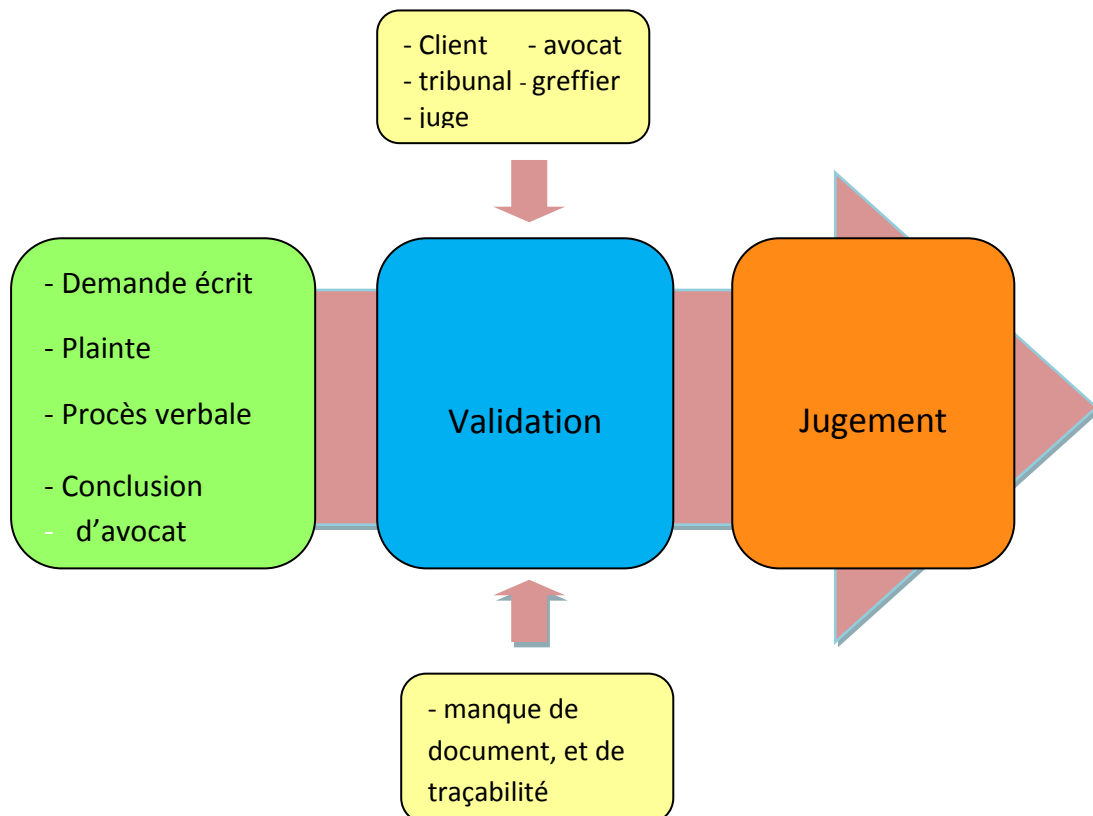 - Client - avocat
- tribunal - greffier
- juge
- Demande écrit
- Plainte
- Procès verbale
- Conclusion
- d’avocat
Validation
Jugement
- manque de
document, et de
traçabilité